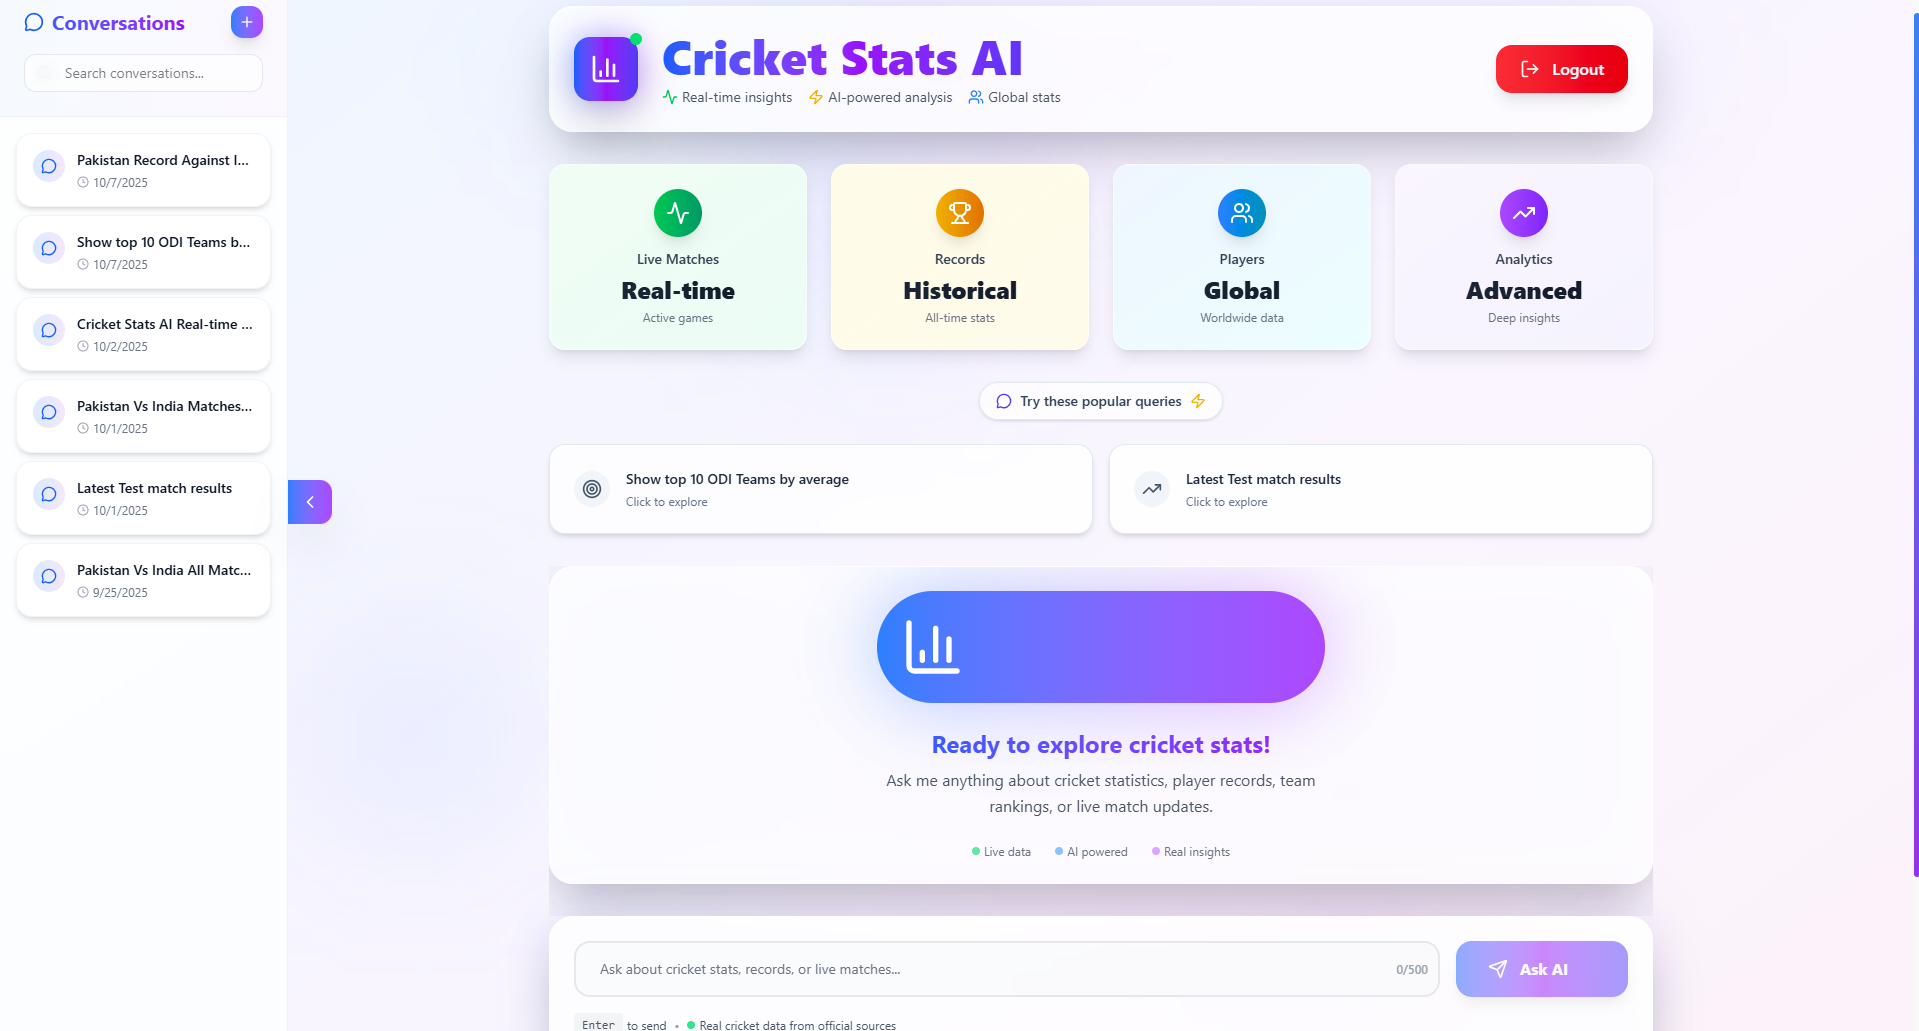 Conversations
Search conversations...
Pakistan Record Against I...
10/7/2025
Show top 10 ODI Teams b...
10/7/2025
Cricket Stats AI Real-time ...
10/2/2025
Pakistan Vs India Matches...
10/1/2025
Latest Test match results
10/1/2025
Pakistan Vs India All Matc...
9/25/2025
Cricket Stats AI
Real-time insights
AI-powered analysis
Global stats
Logout
Live Matches
Real-time
Active games
Records
Historical
All-time stats
Players
Global
Worldwide data
Analytics
Advanced
Deep insights
Try these popular queries
Show top 10 ODI Teams by average
Click to explore
Latest Test match results
Click to explore
Ready to explore cricket stats!
Ask me anything about cricket statistics, player records, team
rankings, or live match updates.
Live data
AI powered
Real insights
Ask about cricket stats, records, or live matches...
0/500
Ask AI
Enter to send • Real cricket data from official sources